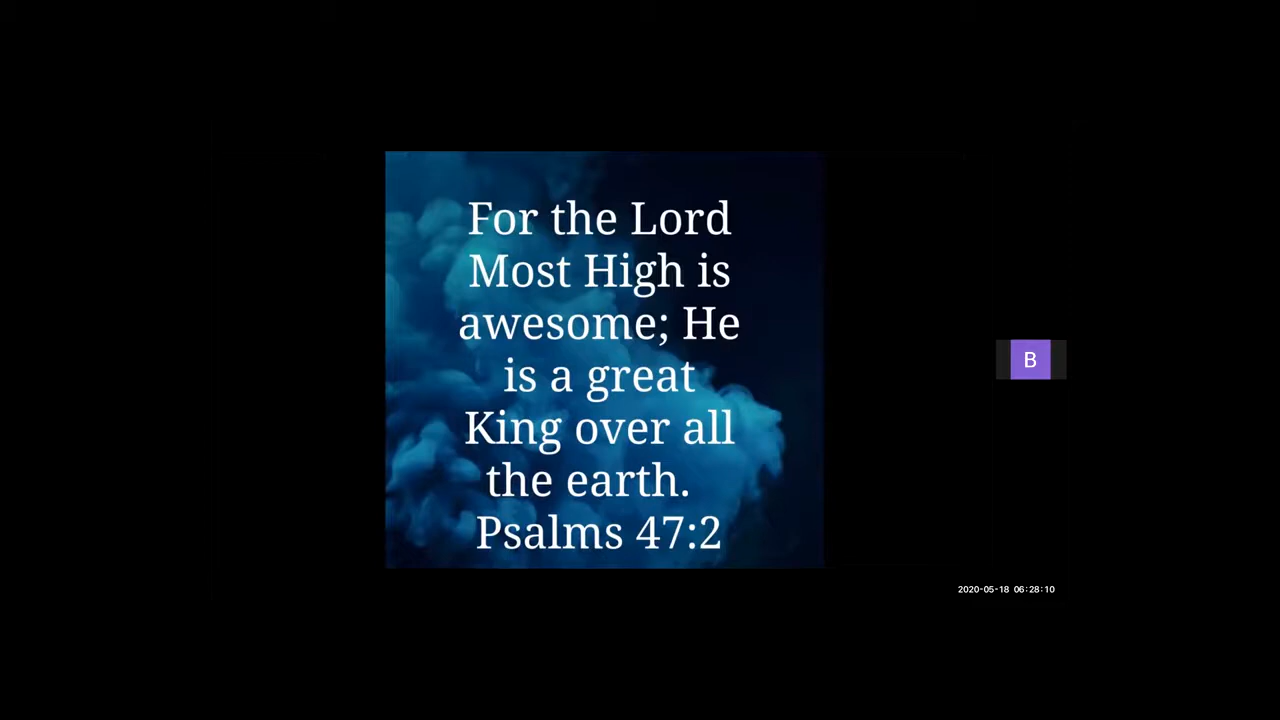 For the Lord
Most High is
awesome; He
is a great
King over all
the earth.
Psalms 47:2
B
2020-05-18 06:28:10